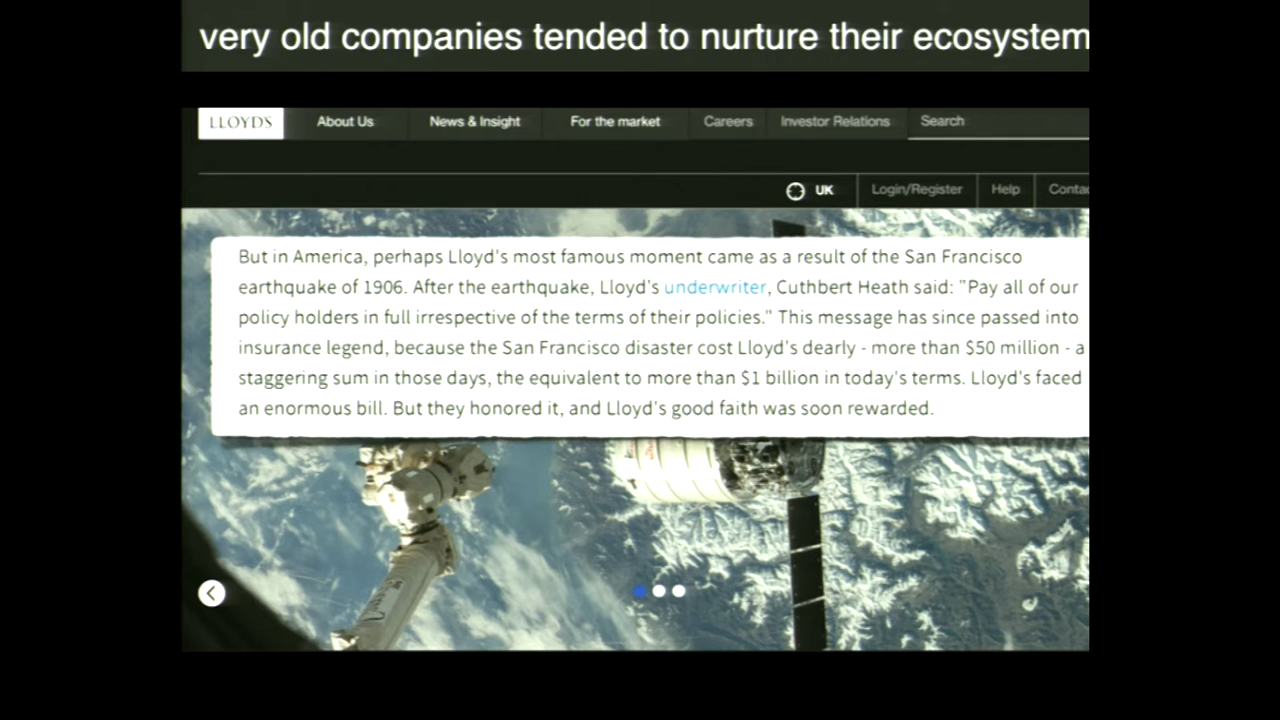 very old companies tended to nurture their ecosystem
LLOYDS About Us News & Insight For the market Careers Investor Relations Search
UK Login/Register Help Contac
But in America, perhaps Lloyd's most famous moment came as a result of the San Francisco
earthquake of 1906. After the earthquake, Lloyd's underwriter, Cuthbert Heath said: "Pay all of our
policy holders in full irrespective of the terms of their policies." This message has since passed into
insurance legend, because the San Francisco disaster cost Lloyd's dearly - more than $50 million - a
staggering sum in those days, the equivalent to more than $1 billion in today's terms. Lloyd's faced
an enormous bill. But they honored it, and Lloyd's good faith was soon rewarded.